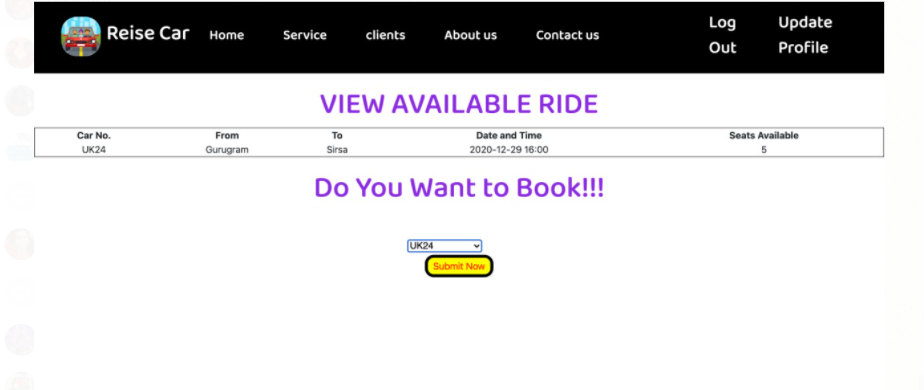 Reise Car Home Service clients About us Contact us Log Out Update Profile
VIEW AVAILABLE RIDE
Car No. From To Date and Time Seats Available
UK24 Gurugram Sirsa 2020-12-29 16:00 5
Do You Want to Book!!!
UK24
Submit Now